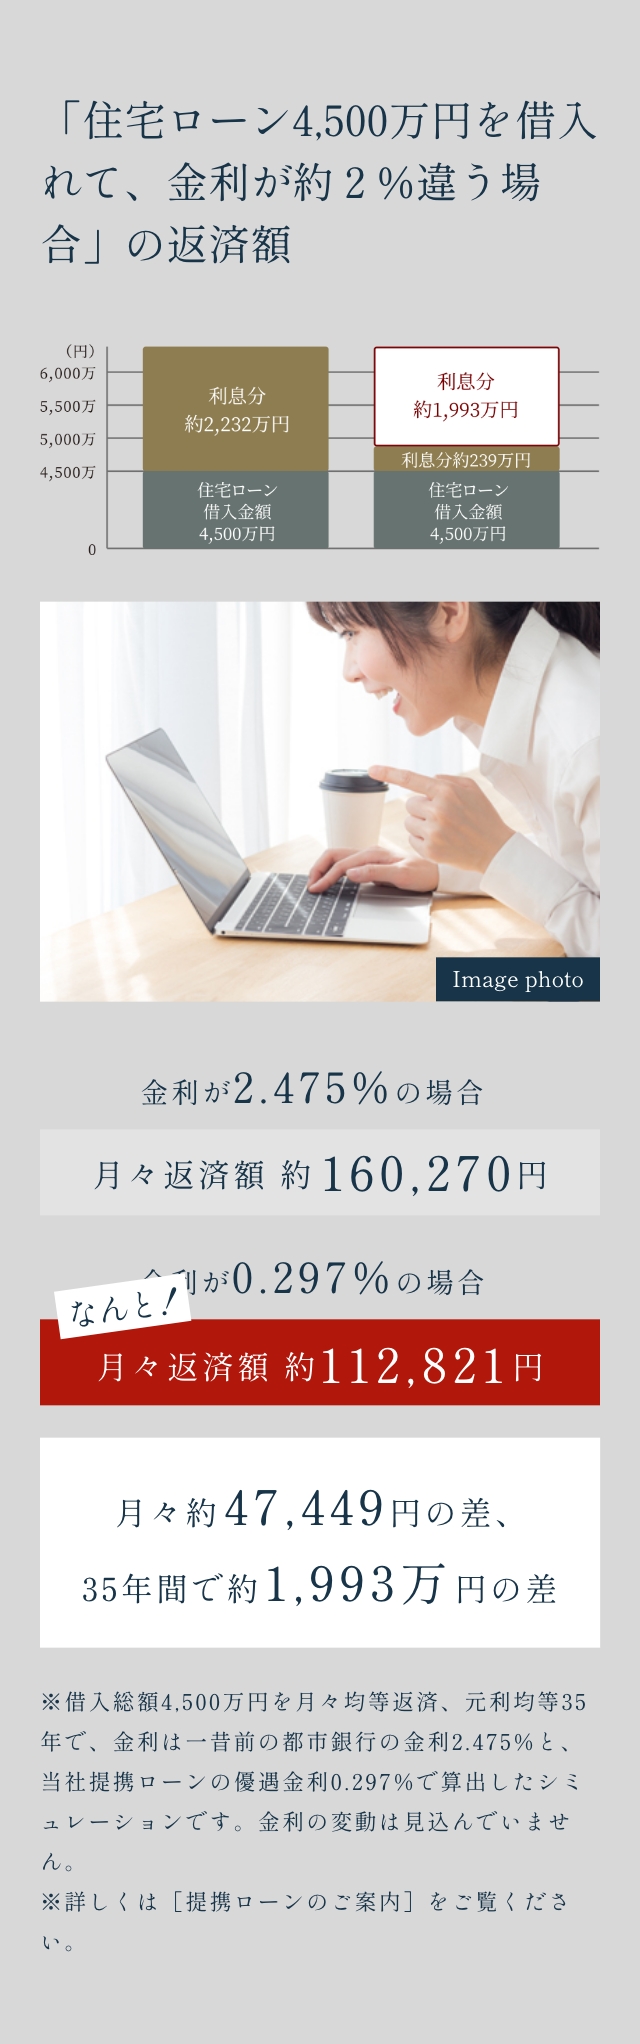 「住宅ローン4,500万円を借入
れて、金利が約２％違う場
合」の返済額
（円）
6,000万
5,500万
5,000万
4,500万
0
利息分
約2,232万円
住宅ローン
借入金額
4,500万円
利息分
約1,993万円
利息分約239万円
住宅ローン
借入金額
4,500万円
Image photo
金利が2.475％の場合
月々返済額 約160,270円
金利が0.297％の場合
なんと!
月々返済額 約112,821円
月々約47,449円の差、
35年間で約1,993万円の差
※借入総額4,500万円を月々均等返済、元利均等35
年で、金利は一昔前の都市銀行の金利2.475％と、
当社提携ローンの優遇金利0.297％で算出したシミ
ュレーションです。金利の変動は見込んでいませ
ん。
※詳しくは［提携ローンのご案内］をご覧くださ
い。